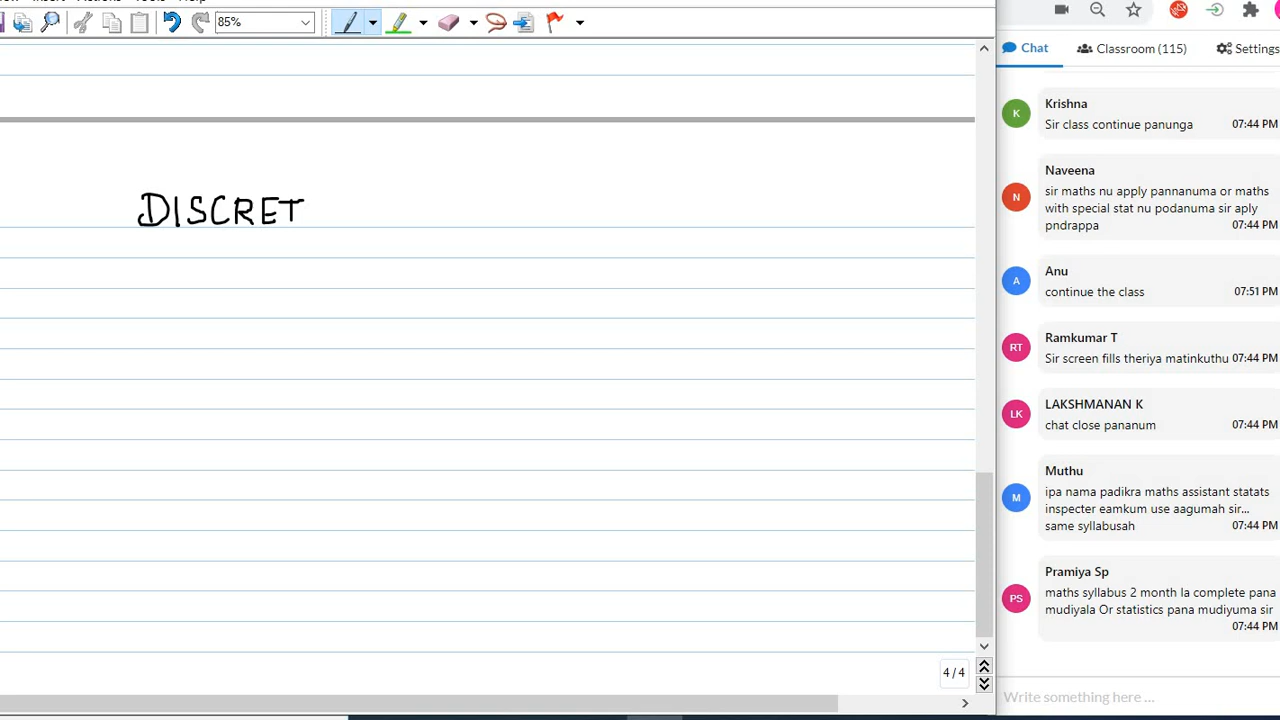 85%
DISCRET
4 / 4
Chat
Classroom (115)
Settings
K
Krishna
Sir class continue panunga
07:44 PM
N
Naveena
sir maths nu apply pannanuma or maths
with special stat nu podanuma sir aply
pndrappa
07:44 PM
A
Anu
continue the class
07:51 PM
RT
Ramkumar T
Sir screen fills theriya matinkuthu
07:44 PM
LK
LAKSHMANAN K
chat close pananum
07:44 PM
M
Muthu
ipa nama padikra maths assistant statats
inspecter eamkum use aagumah sir...
same syllabusah
07:44 PM
PS
Pramiya Sp
maths syllabus 2 month la complete pana
mudiyala Or statistics pana mudiyuma sir
07:44 PM
Write something here ...